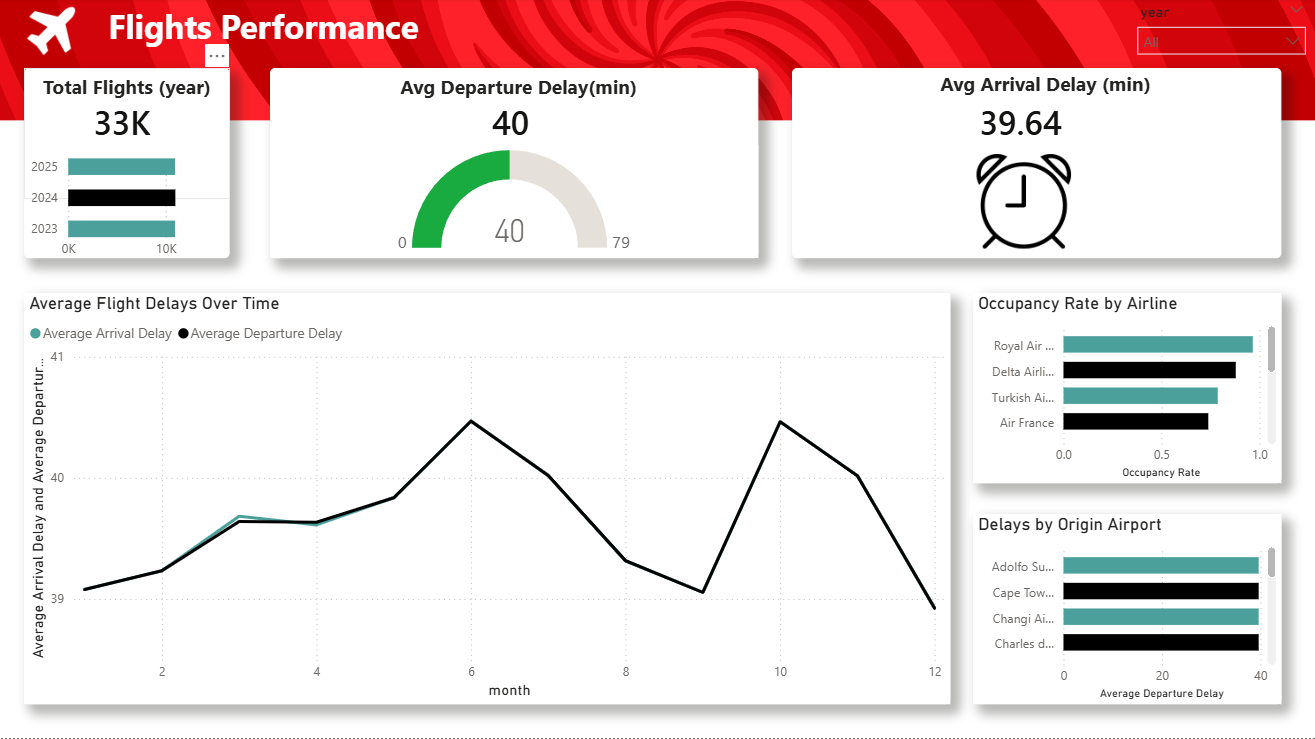 Flights Performance
year
All
...
Total Flights (year)
33K
2025
2024
2023
0K 10K
Avg Departure Delay(min)
40
40
0 79
Avg Arrival Delay (min)
39.64
Average Flight Delays Over Time
Average Arrival Delay Average Departure Delay
Average Arrival Delay and Average Departur...
41
40
39
2 4 6 8 10 12
month
Occupancy Rate by Airline
Royal Air ...
Delta Airli...
Turkish Ai...
Air France
0.0 0.5 1.0
Occupancy Rate
Delays by Origin Airport
Adolfo Su...
Cape Tow...
Changi Ai...
Charles d...
0 20 40
Average Departure Delay